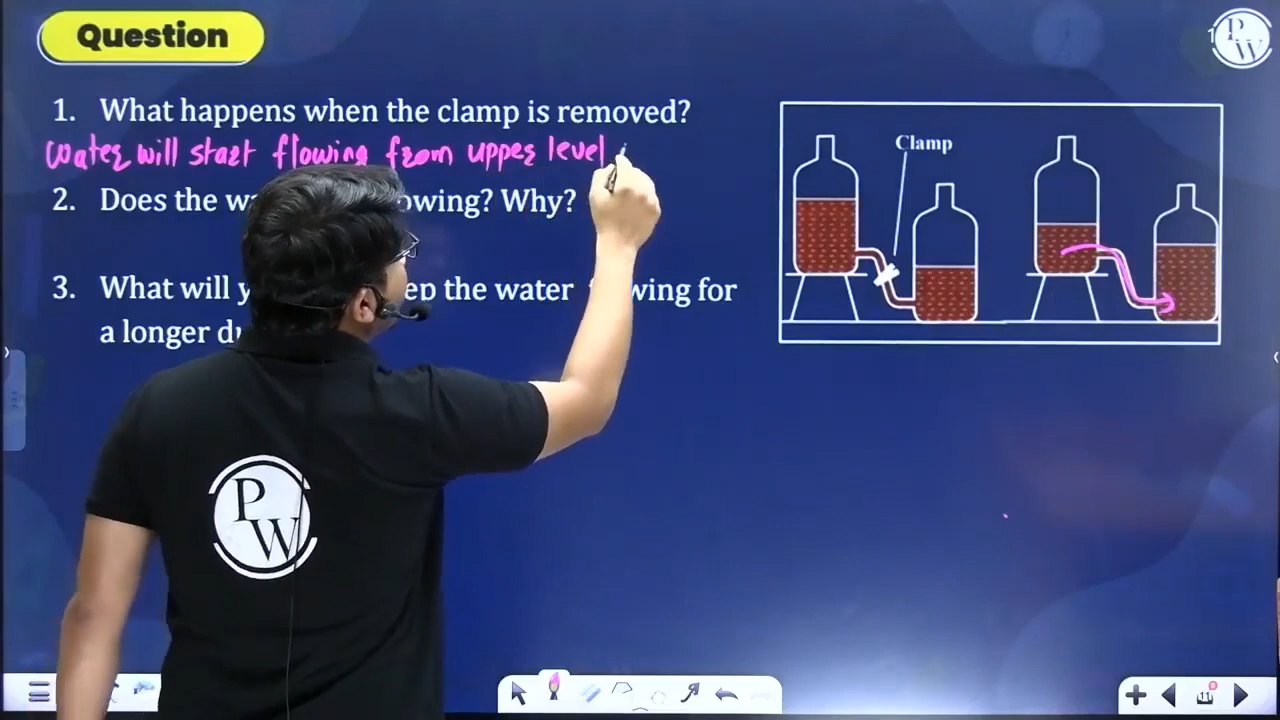 Question
1. What happens when the clamp is removed?
water will start flowing from upper level
2. Does the owing? Why?
3. What will the water wing for
a longer
Clamp
PW
PW